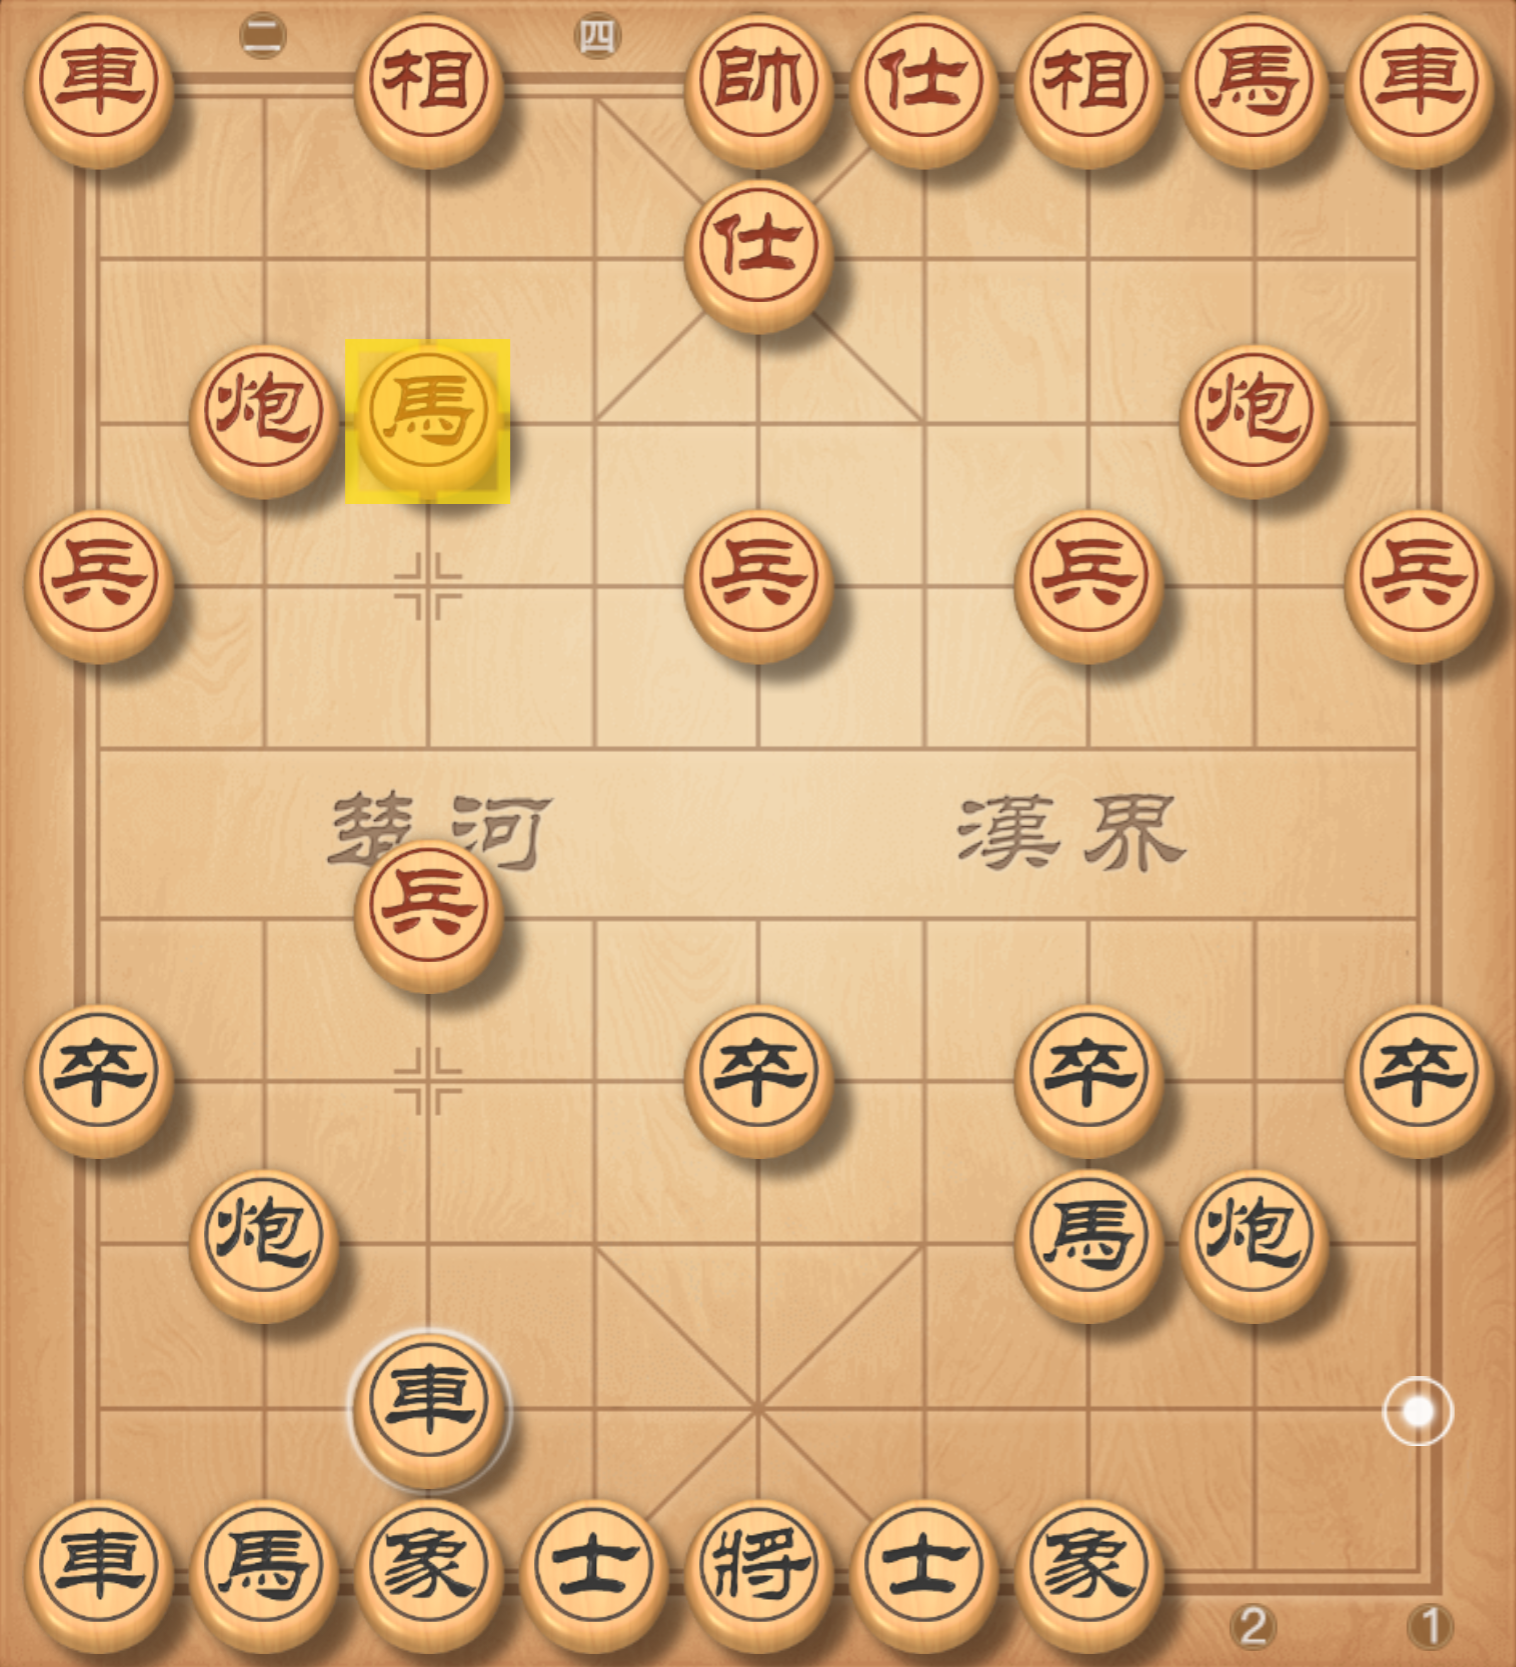 二 四
車 相 帥 仕 相 馬 車
仕
炮 馬 炮
兵 兵 兵 兵
楚河 漢界
兵
卒 卒 卒 卒
炮 馬 炮
車
車 馬 象 士 將 士 象
2 1